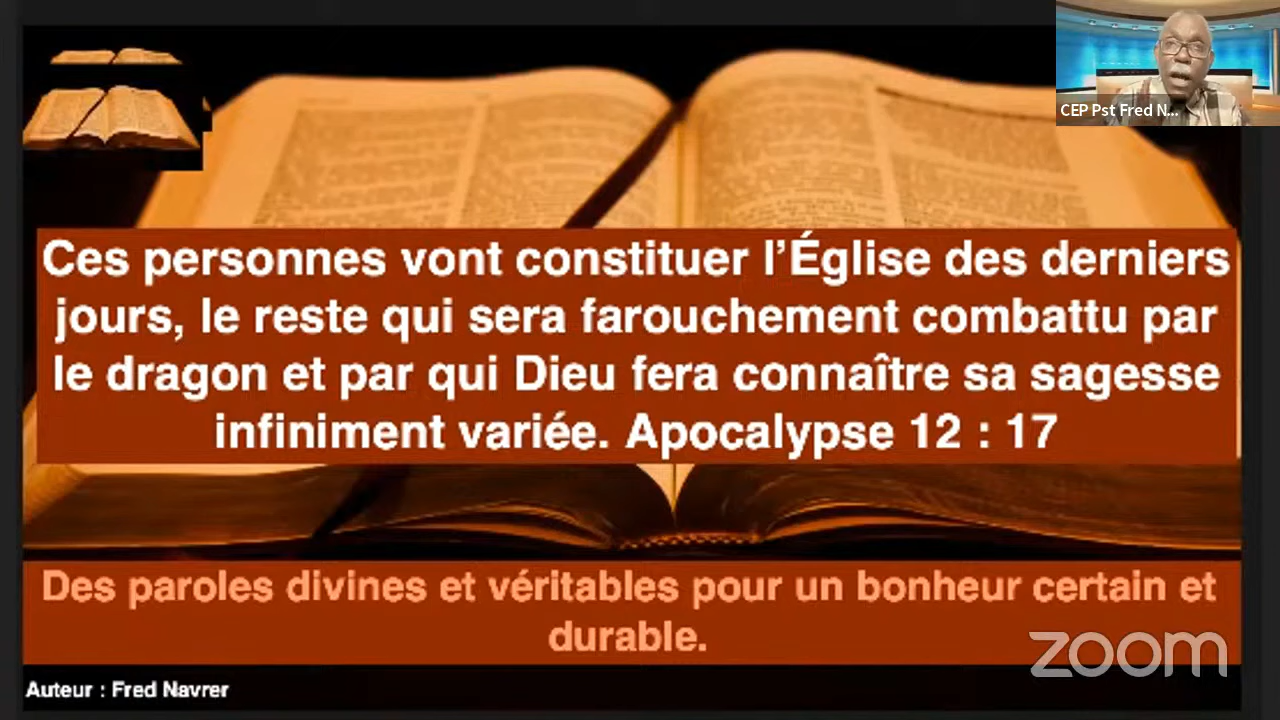 CEP Pst Fred N...
Ces personnes vont constituer l’Église des derniers
jours, le reste qui sera farouchement combattu par
le dragon et par qui Dieu fera connaître sa sagesse
infiniment variée. Apocalypse 12 : 17
Des paroles divines et véritables pour un bonheur certain et
durable.
zoom
Auteur : Fred Navrer